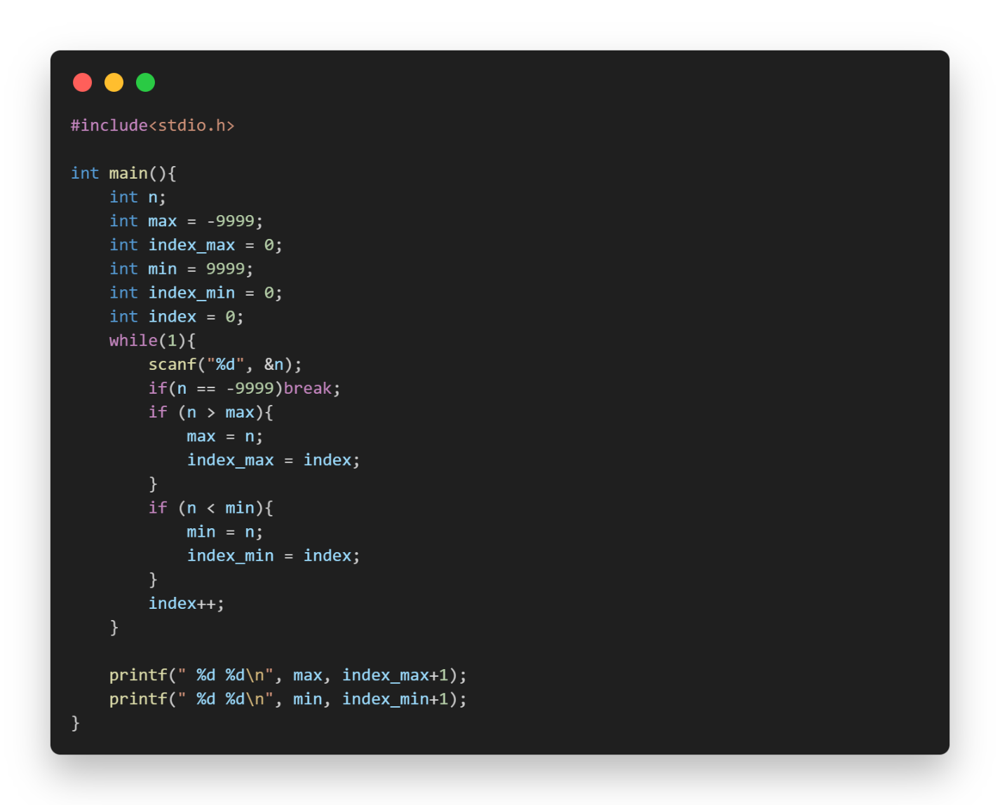 #include<stdio.h>

int main(){
    int n;
    int max = -9999;
    int index_max = 0;
    int min = 9999;
    int index_min = 0;
    int index = 0;
    while(1){
        scanf("%d", &n);
        if(n == -9999)break;
        if (n > max){
            max = n;
            index_max = index;
        }
        if (n < min){
            min = n;
            index_min = index;
        }
        index++;
    }

    printf(" %d %d\n", max, index_max+1);
    printf(" %d %d\n", min, index_min+1);
}